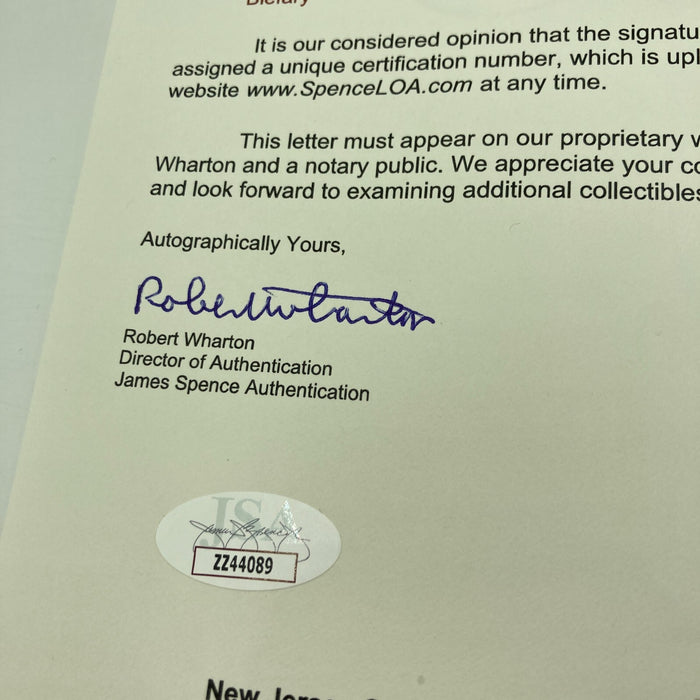 It is our considered opinion that the signatu
assigned a unique certification number, which is upl
website www.SpenceLOA.com at any time.
This letter must appear on our proprietary
Wharton and a notary public. We appreciate your co
and look forward to examining additional collectibles
Autographically Yours,
Robert Wharton
Robert Wharton
Director of Authentication
James Spence Authentication
JSA
James Spence
ZZ44089
New